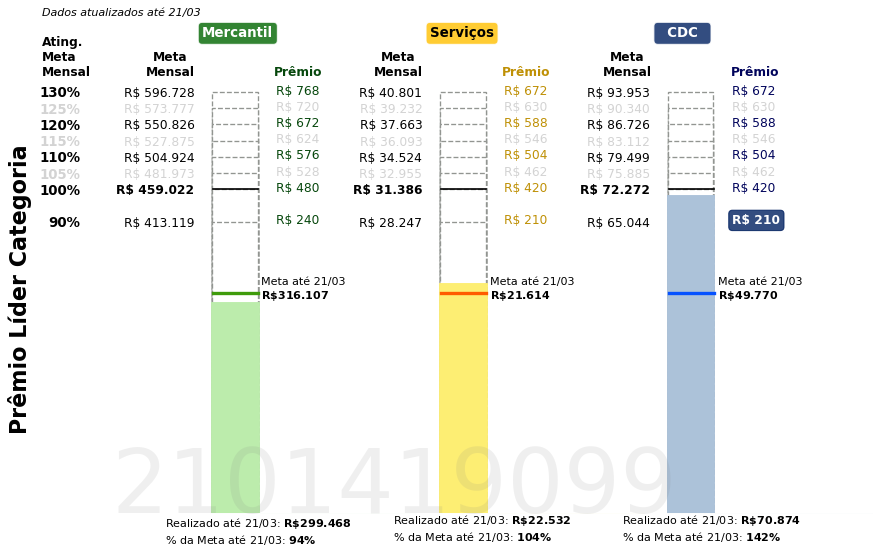 Dados atualizados até 21/03
Mercantil Serviços CDC
Ating. Meta Mensal Meta Mensal Prêmio Meta Mensal Prêmio Meta Mensal Prêmio
130% R$ 596.728 R$ 768 R$ 40.801 R$ 672 R$ 93.953 R$ 672
125% R$ 573.777 R$ 720 R$ 39.232 R$ 630 R$ 90.340 R$ 630
120% R$ 550.826 R$ 672 R$ 37.663 R$ 588 R$ 86.726 R$ 588
115% R$ 527.875 R$ 624 R$ 36.093 R$ 546 R$ 83.112 R$ 546
110% R$ 504.924 R$ 576 R$ 34.524 R$ 504 R$ 79.499 R$ 504
105% R$ 481.973 R$ 528 R$ 32.955 R$ 462 R$ 75.885 R$ 462
100% R$ 459.022 R$ 480 R$ 31.386 R$ 420 R$ 72.272 R$ 420
90% R$ 413.119 R$ 240 R$ 28.247 R$ 210 R$ 65.044 R$ 210
Meta até 21/03 Meta até 21/03 Meta até 21/03
R$316.107 R$21.614 R$49.770
Prêmio Líder Categoria
2101419099
Realizado até 21/03: R$299.468 Realizado até 21/03: R$22.532 Realizado até 21/03: R$70.874
% da Meta até 21/03: 94% % da Meta até 21/03: 104% % da Meta até 21/03: 142%